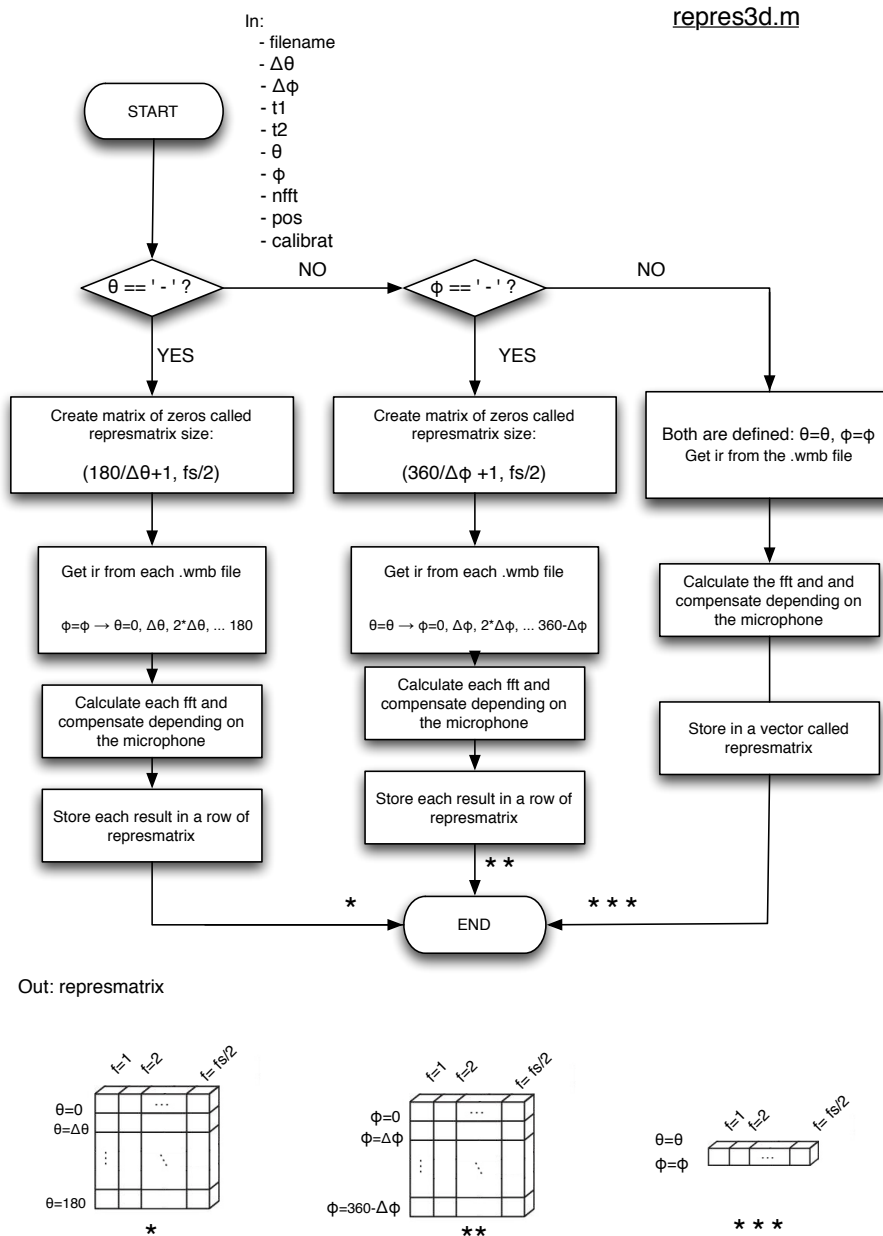 repres3d.m
In:
- filename
- Δθ
- Δϕ
- t1
- t2
- θ
- ϕ
- nfft
- pos
- calibrat
START
θ == ' - ' ?
NO
ϕ == ' - ' ?
NO
YES
YES
Create matrix of zeros called
represmatrix size:
(180/Δθ+1, fs/2)
Create matrix of zeros called
represmatrix size:
(360/Δϕ +1, fs/2)
Both are defined: θ=θ, ϕ=ϕ
Get ir from the .wmb file
Get ir from each .wmb file
ϕ=ϕ → θ=0, Δθ, 2*Δθ, ... 180
Get ir from each .wmb file
θ=θ → ϕ=0, Δϕ, 2*Δϕ, ... 360-Δϕ
Calculate the fft and and
compensate depending on
the microphone
Calculate each fft and
compensate depending on
the microphone
Calculate each fft and
compensate depending on
the microphone
Store in a vector called
represmatrix
Store each result in a row of
represmatrix
Store each result in a row of
represmatrix
*
* *
* * *
END
Out: represmatrix
f=1
f=2
f= fs/2
θ=0
...
θ=Δθ
...
...
θ=180
*
f=1
f=2
f= fs/2
ϕ=0
...
ϕ=Δϕ
...
...
ϕ=360-Δϕ
**
f=1
f=2
f= fs/2
θ=θ
ϕ=ϕ
...
* * *